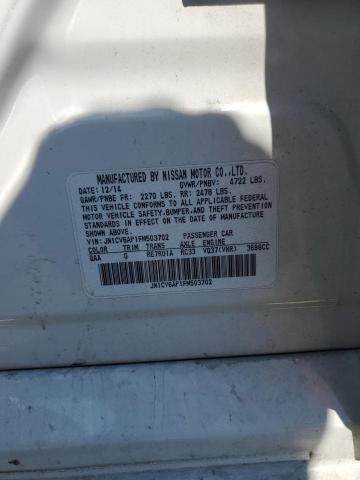 MANUFACTURED BY NISSAN MOTOR CO.,LTD.
DATE: 12/14 GVWR/PNBV: 4722 LBS.
GAWR/PNBE FR: 2270 LBS. RR: 2478 LBS.
THIS VEHICLE CONFORMS TO ALL APPLICABLE FEDERAL
MOTOR VEHICLE SAFETY, BUMPER, AND THEFT PREVENTION
STANDARDS IN EFFECT ON THE DATE OF MANUFACTURE
SHOWN ABOVE.
VIN: JN1CV6AP1FM503702 PASSENGER CAR
COLOR TRIM TRANS AXLE ENGINE
QAA G RE7R01A RC33 VQ37(VHR) 3696CC
JN1CV6AP1FM503702